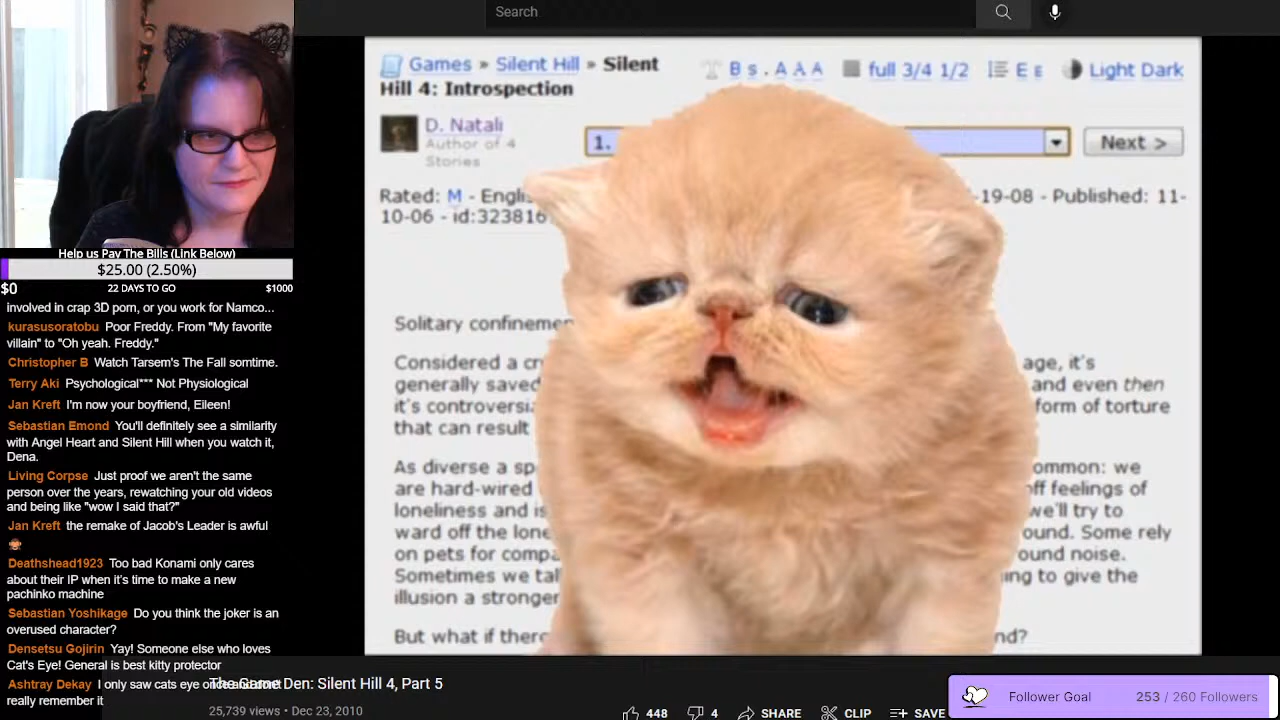 Search
Games » Silent Hill » Silent
Hill 4: Introspection
B s . A A A
full 3/4 1/2
E E
Light Dark
D. Natali
Author of 4
Stories
1.
Next >
Rated: M - Englis
-19-08 - Published: 11-
10-06 - id:323816
Solitary confinemen
Considered a cr
age, it's
generally saved
and even then
it's controversia
form of torture
that can result
As diverse a sp
ommon: we
are hard-wired
off feelings of
loneliness and is
we'll try to
ward off the lone
ound. Some rely
on pets for compa
ound noise.
Sometimes we tal
ing to give the
illusion a stronger
But what if there
nd?
Help us Pay The Bills (Link Below)
$25.00 (2.50%)
$0
22 DAYS TO GO
$1000
involved in crap 3D porn, or you work for Namco...
kurasusoratobu Poor Freddy. From "My favorite
villain" to "Oh yeah. Freddy."
Christopher B Watch Tarsem's The Fall somtime.
Terry Aki Psychological*** Not Physiological
Jan Kreft I'm now your boyfriend, Eileen!
Sebastian Emond You'll definitely see a similarity
with Angel Heart and Silent Hill when you watch it,
Dena.
Living Corpse Just proof we aren't the same
person over the years, rewatching your old videos
and being like "wow I said that?"
Jan Kreft the remake of Jacob's Leader is awful
Deathshead1923 Too bad Konami only cares
about their IP when it's time to make a new
pachinko machine
Sebastian Yoshikage Do you think the joker is an
overused character?
Densetsu Gojirin Yay! Someone else who loves
Cat's Eye! General is best kitty protector
Ashtray Dekay I only saw cats eye once and
really remember it
The Game Den: Silent Hill 4, Part 5
25,739 views • Dec 23, 2010
448
4
SHARE
CLIP
SAVE
Follower Goal
253 / 260 Followers